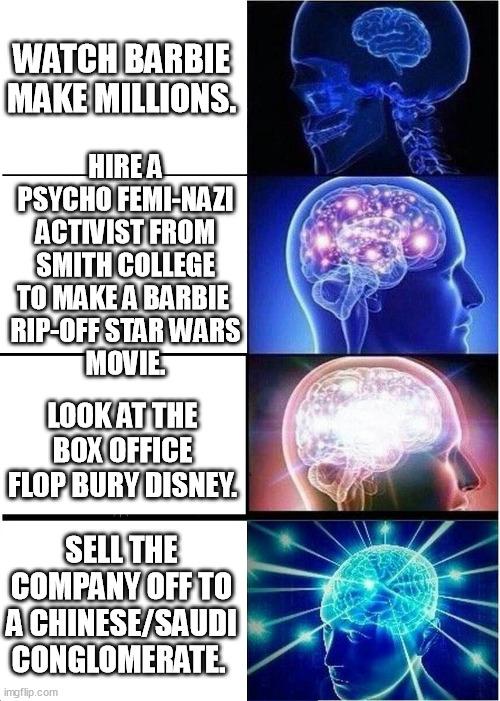 WATCH BARBIE
MAKE MILLIONS.
HIRE A
PSYCHO FEMI-NAZI
ACTIVIST FROM
SMITH COLLEGE
TO MAKE A BARBIE
RIP-OFF STAR WARS
MOVIE.
LOOK AT THE
BOX OFFICE
FLOP BURY DISNEY.
SELL THE
COMPANY OFF TO
A CHINESE/SAUDI
CONGLOMERATE.
imgflip.com